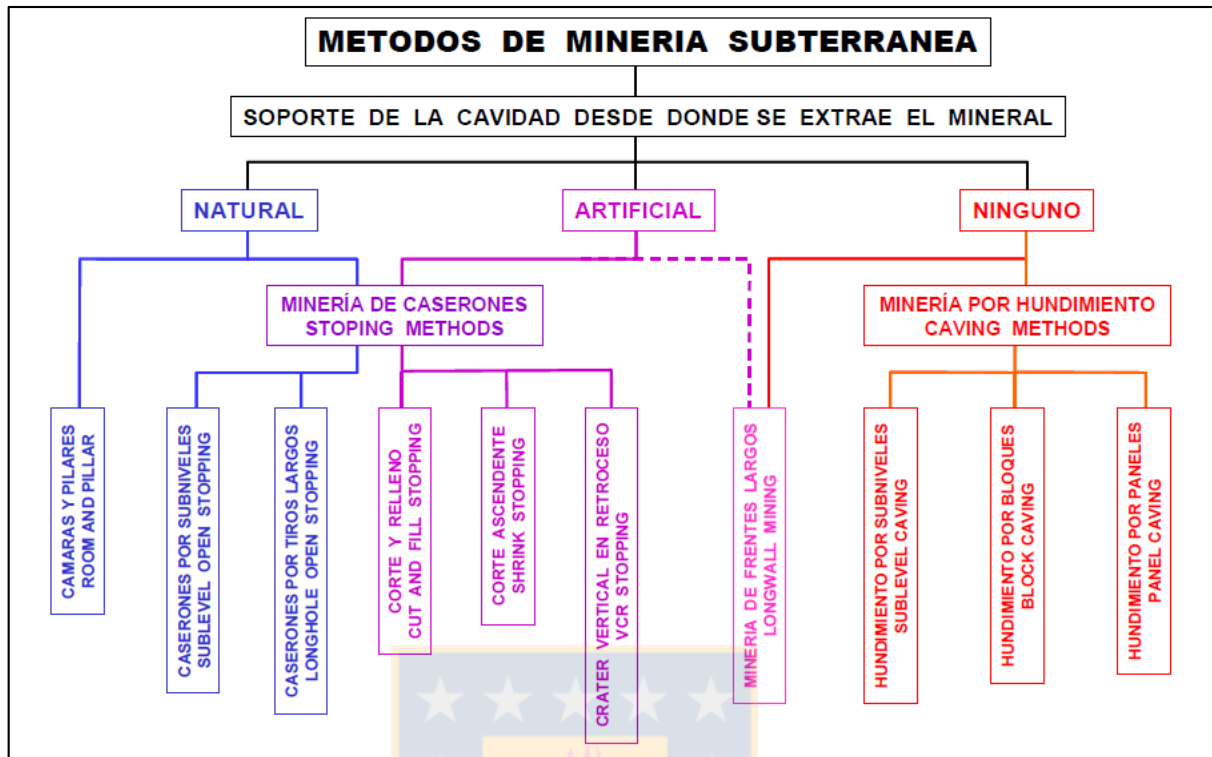 METODOS DE MINERIA SUBTERRANEA
SOPORTE DE LA CAVIDAD DESDE DONDE SE EXTRAE EL MINERAL
NATURAL
ARTIFICIAL
NINGUNO
MINERÍA DE CASERONES
STOPING METHODS
MINERÍA POR HUNDIMIENTO
CAVING METHODS
CAMARAS Y PILARES
ROOM AND PILLAR
CASERONES POR SUBNIVELES
SUBLEVEL OPEN STOPPING
CASERONES POR TIROS LARGOS
LONGHOLE OPEN STOPPING
CORTE Y RELLENO
CUT AND FILL STOPPING
CORTE ASCENDENTE
SHRINK STOPPING
CRATER VERTICAL EN RETROCESO
VCR STOPPING
MINERIA DE FRENTES LARGOS
LONGWALL MINING
HUNDIMIENTO POR SUBNIVELES
SUBLEVEL CAVING
HUNDIMIENTO POR BLOQUES
BLOCK CAVING
HUNDIMIENTO POR PANELES
PANEL CAVING